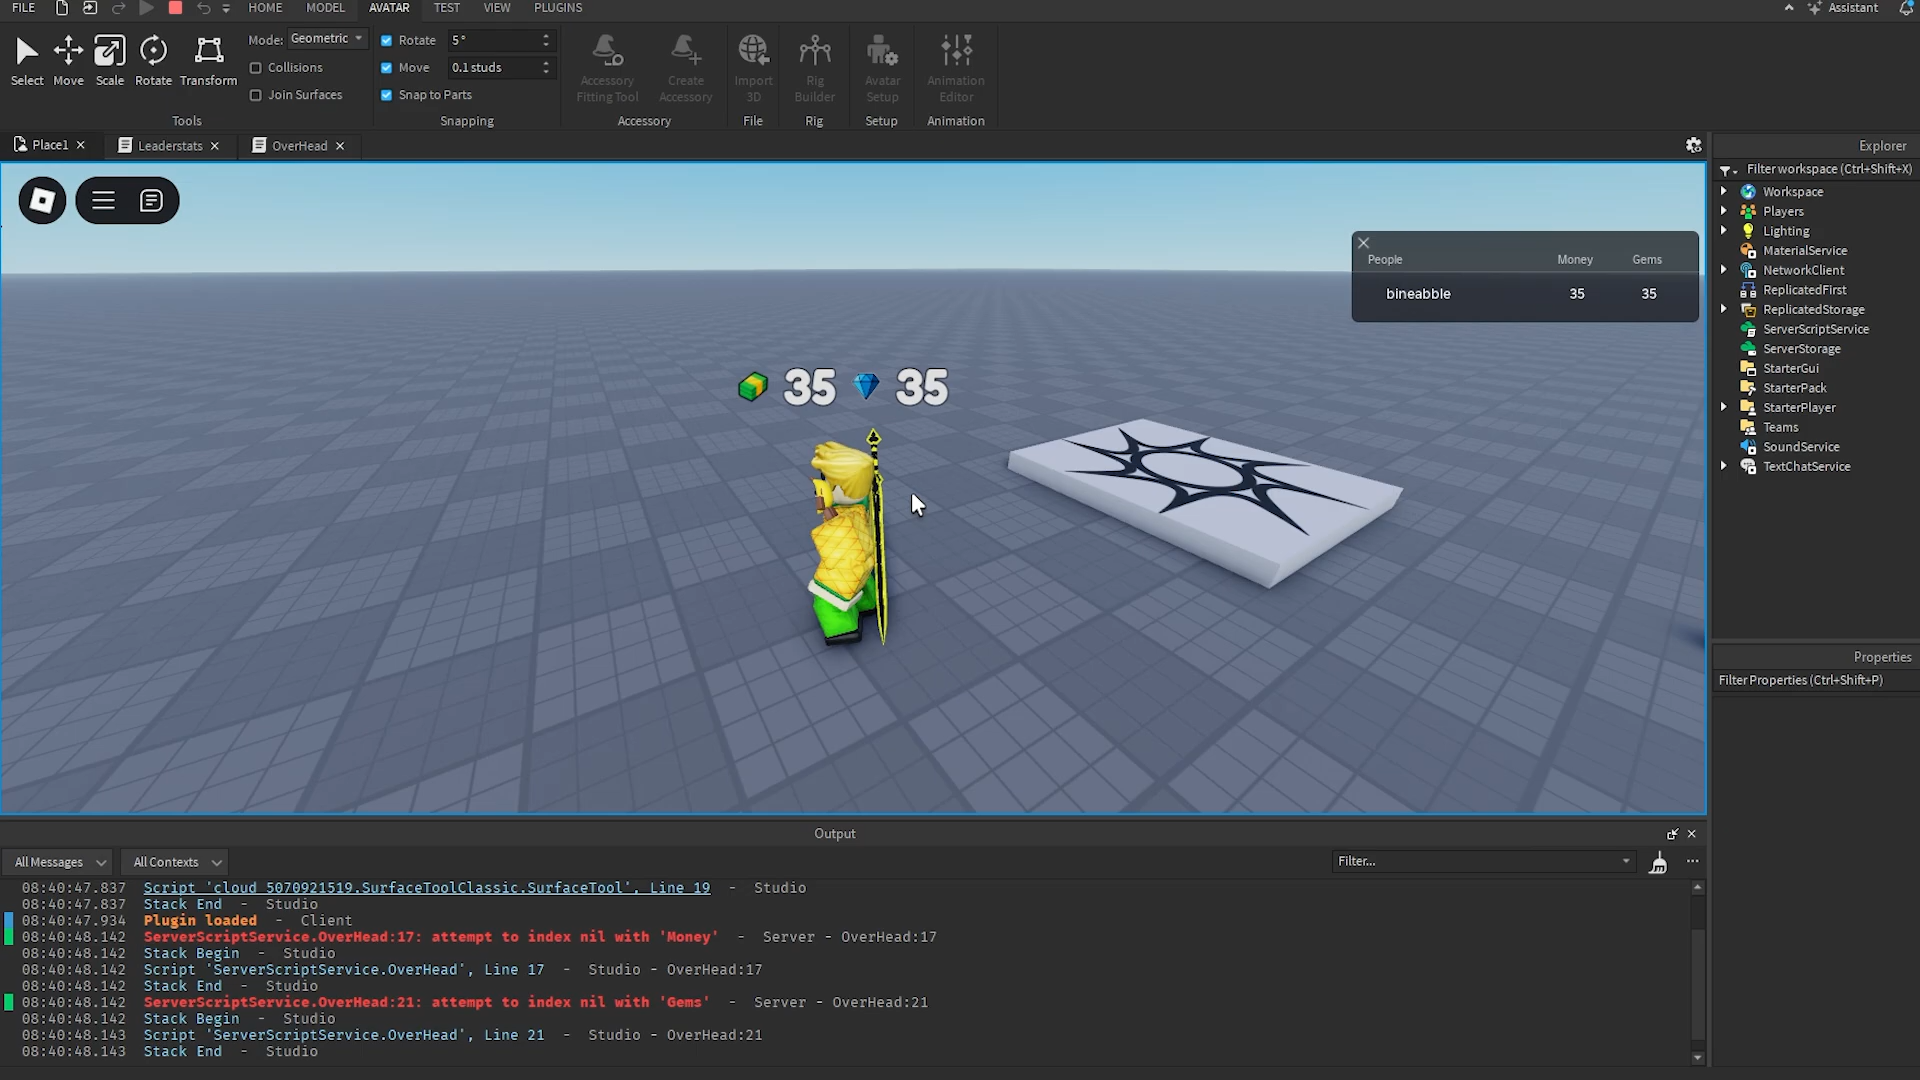 FILE HOME MODEL AVATAR TEST VIEW PLUGINS Assistant
Mode: Geometric
Collisions
Join Surfaces
Rotate 5°
Move 0.1 studs
Snap to Parts
Select Move Scale Rotate Transform
Accessory Fitting Tool
Create Accessory
Import 3D
Rig Builder
Avatar Setup
Animation Editor
Tools Snapping Accessory File Rig Setup Animation
Place1 Leaderstats OverHead
Explorer
Filter workspace (Ctrl+Shift+X)
Workspace
Players
Lighting
MaterialService
NetworkClient
ReplicatedFirst
ReplicatedStorage
ServerScriptService
ServerStorage
StarterGui
StarterPack
StarterPlayer
Teams
SoundService
TextChatService
People Money Gems
bineabble 35 35
35 35
Properties
Filter Properties (Ctrl+Shift+P)
Output
All Messages All Contexts Filter...
08:40:47.837 Script 'cloud_5070921519.SurfaceToolClassic.SurfaceTool', Line 19 - Studio
08:40:47.837 Stack End - Studio
08:40:47.934 Plugin loaded - Client
08:40:48.142 ServerScriptService.OverHead:17: attempt to index nil with 'Money' - Server - OverHead:17
08:40:48.142 Stack Begin - Studio
08:40:48.142 Script 'ServerScriptService.OverHead', Line 17 - Studio - OverHead:17
08:40:48.142 Stack End - Studio
08:40:48.142 ServerScriptService.OverHead:21: attempt to index nil with 'Gems' - Server - OverHead:21
08:40:48.142 Stack Begin - Studio
08:40:48.143 Script 'ServerScriptService.OverHead', Line 21 - Studio - OverHead:21
08:40:48.143 Stack End - Studio